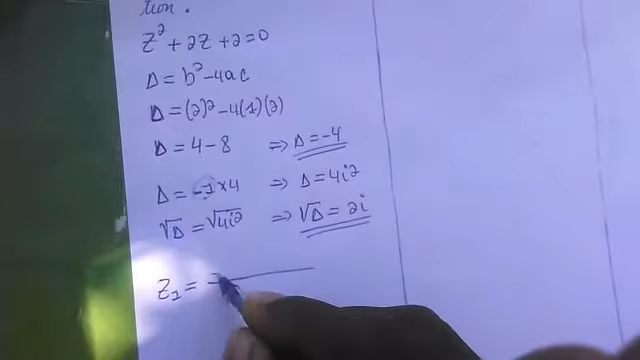 tion.
Z² + 2Z + 2 = 0
Δ = b² - 4ac
Δ = (2)² - 4(1)(2)
Δ = 4 - 8 ⇒ Δ = -4
Δ = -1 × 4 ⇒ Δ = 4i²
√Δ = √4i² ⇒ √Δ = 2i
Z₁ = -